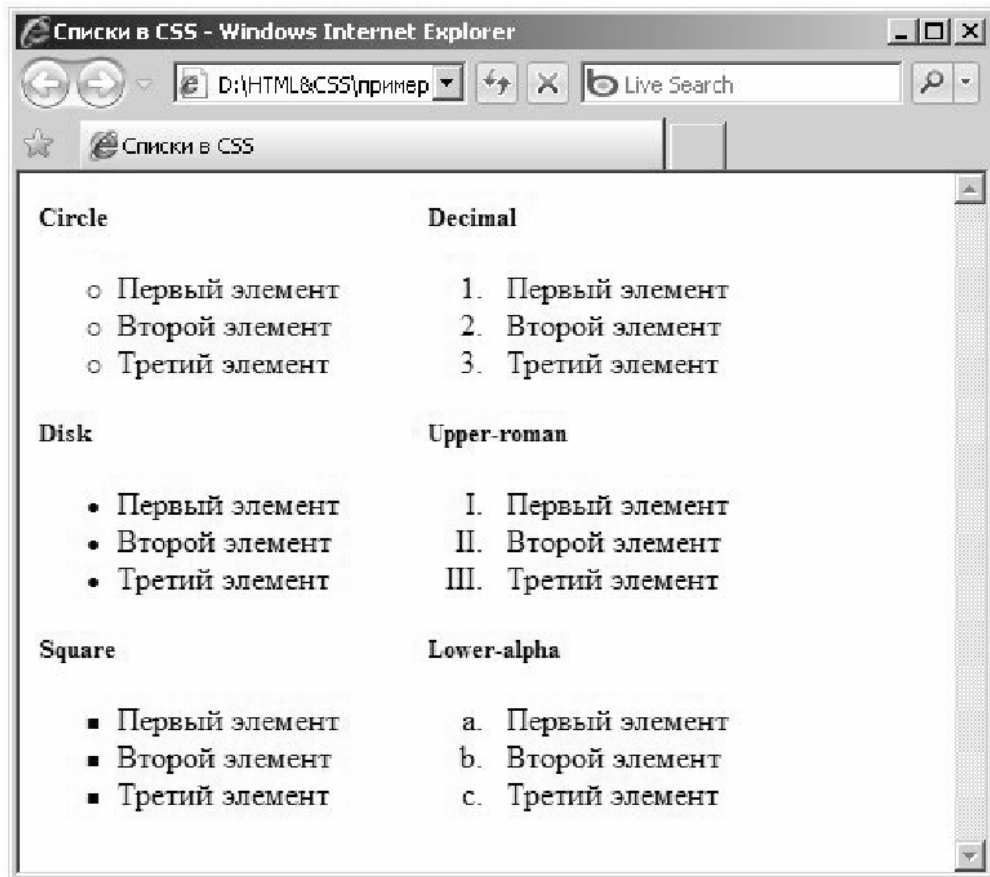 Списки в CSS - Windows Internet Explorer
D:\HTML&CSS\пример
Live Search
Списки в CSS
Circle
○ Первый элемент
○ Второй элемент
○ Третий элемент
Decimal
1. Первый элемент
2. Второй элемент
3. Третий элемент
Disk
• Первый элемент
• Второй элемент
• Третий элемент
Upper-roman
I. Первый элемент
II. Второй элемент
III. Третий элемент
Square
▪ Первый элемент
▪ Второй элемент
▪ Третий элемент
Lower-alpha
a. Первый элемент
b. Второй элемент
c. Третий элемент